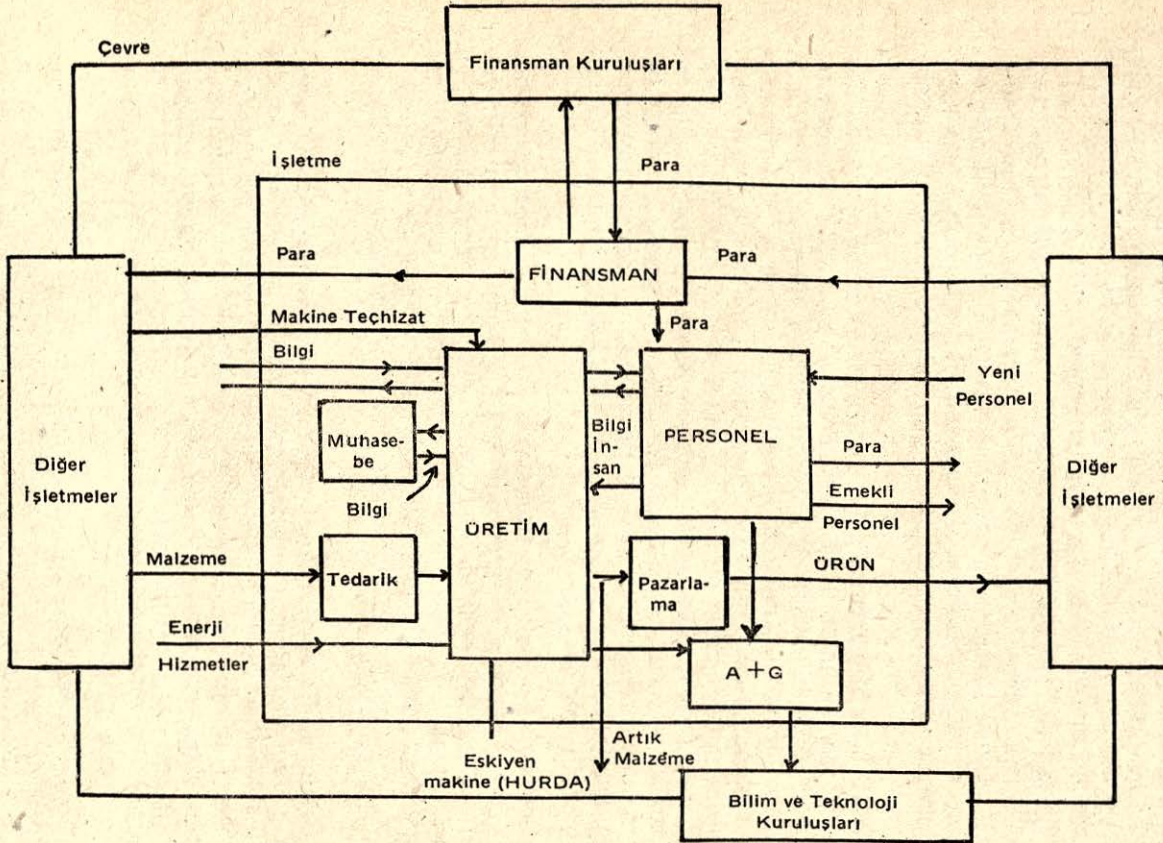 Çevre
Finansman Kuruluşları
İşletme
Para
Para
FİNANSMAN
Para
Makine Teçhizat
Para
Bilgi
Yeni
Personel
Muhase-
be
Bilgi
İn-
san
PERSONEL
Diğer
İşletmeler
Para
Diğer
İşletmeler
Bilgi
ÜRETİM
Emekli
Personel
Malzeme
Tedarik
Pazarla-
ma
ÜRÜN
Enerji
Hizmetler
A+G
Eskiyen
makine (HURDA)
Artık
Malzeme
Bilim ve Teknoloji
Kuruluşları